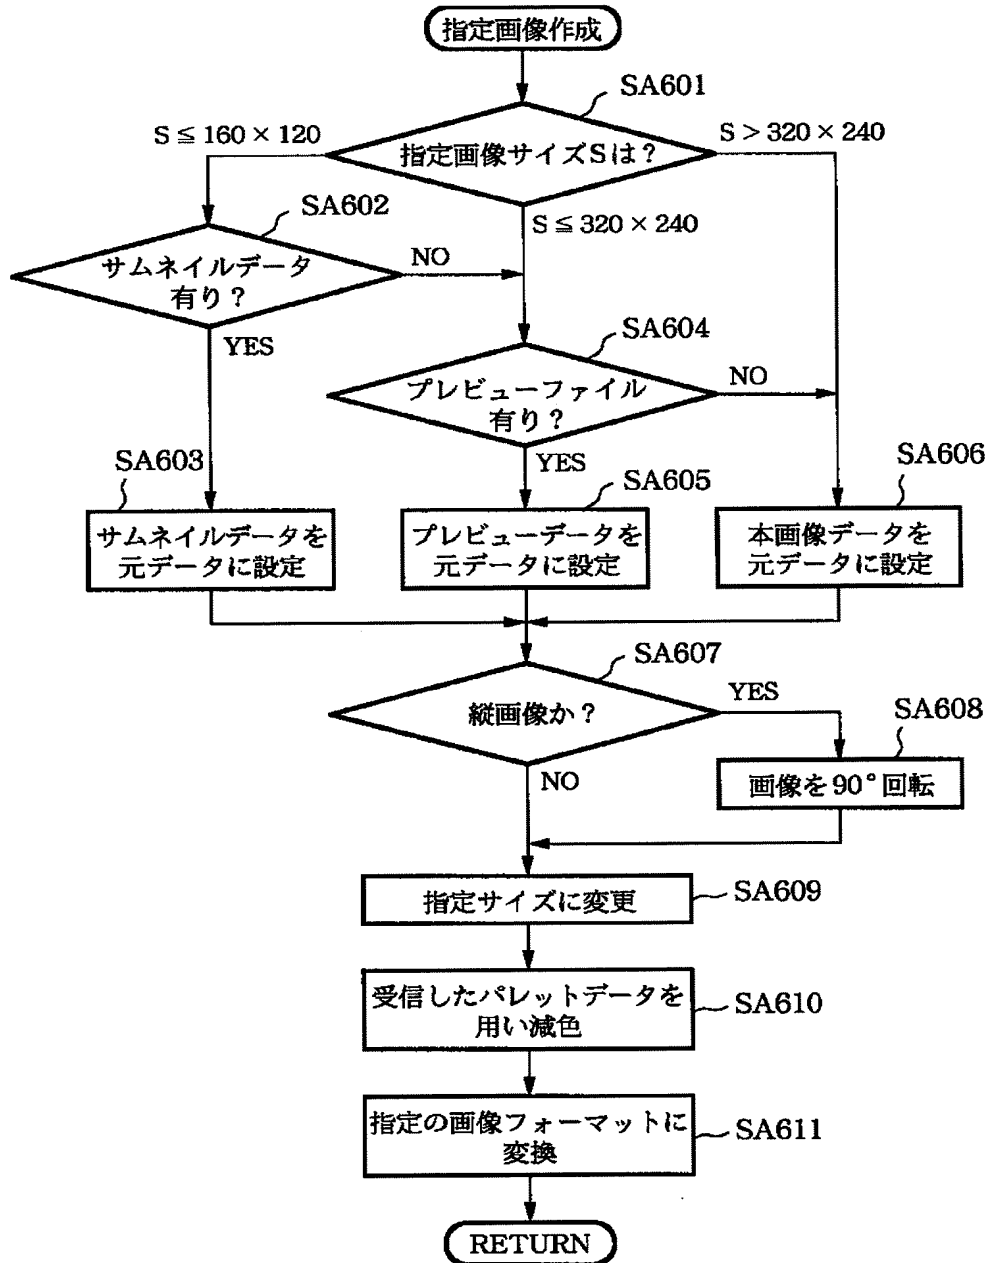 指定画像作成
SA601
S ≦ 160 × 120
S > 320 × 240
指定画像サイズSは？
SA602
S ≦ 320 × 240
サムネイルデータ
有り？
NO
YES
SA604
プレビューファイル
有り？
NO
YES
SA603
SA605
SA606
サムネイルデータを
元データに設定
プレビューデータを
元データに設定
本画像データを
元データに設定
SA607
縦画像か？
YES
SA608
NO
画像を90°回転
指定サイズに変更
SA609
受信したパレットデータを
用い減色
SA610
指定の画像フォーマットに
変換
SA611
RETURN